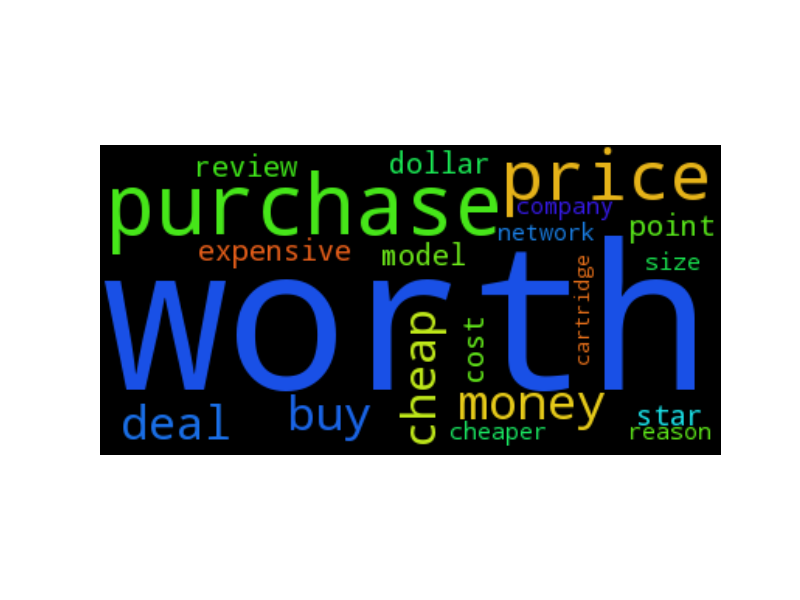 review
dollar
price
purchase
company
network
point
expensive
model
size
worth
cartridge
cheap
cost
money
deal
buy
star
cheaper
reason